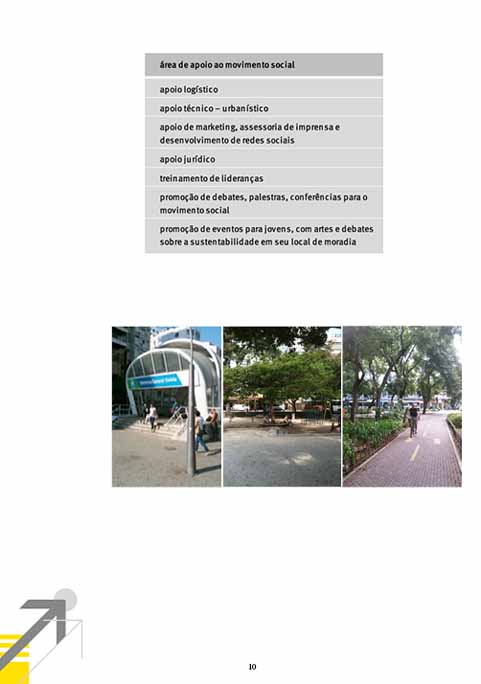 área de apoio ao movimento social
apoio logístico
apoio técnico – urbanístico
apoio de marketing, assessoria de imprensa e
desenvolvimento de redes sociais
apoio jurídico
treinamento de lideranças
promoção de debates, palestras, conferências para o
movimento social
promoção de eventos para jovens, com artes e debates
sobre a sustentabilidade em seu local de moradia
10